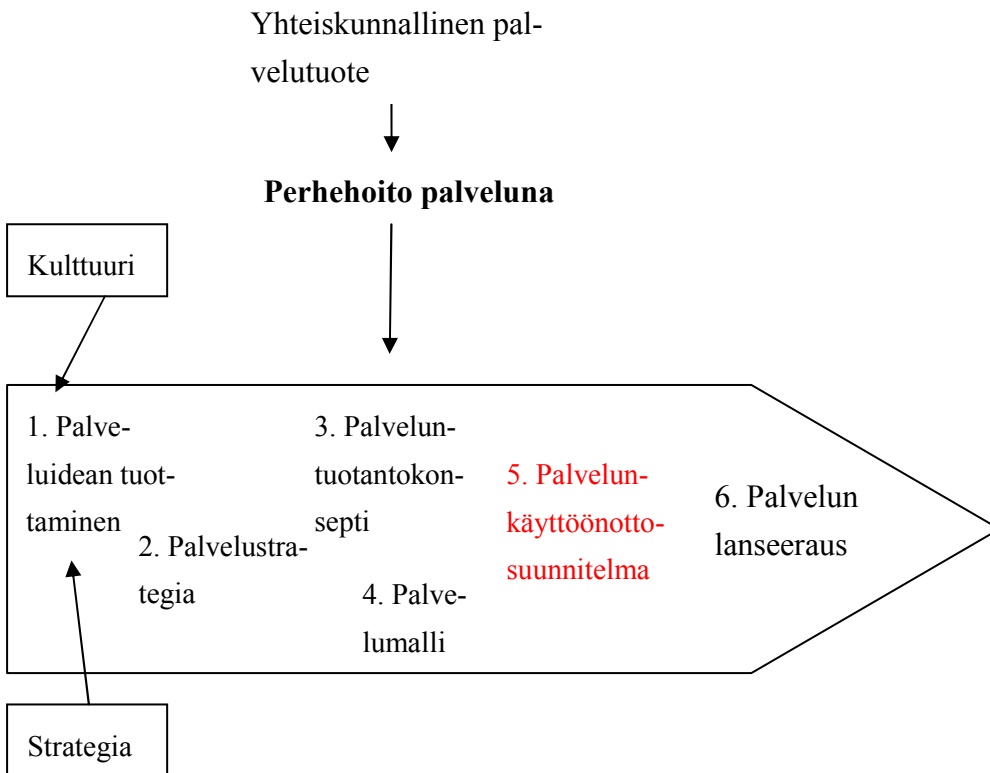 Yhteiskunnallinen pal-
velutuote
Perhehoito palveluna
Kulttuuri
1. Palve-
luidean tuot-
taminen
2. Palvelustra-
tegia
3. Palvelun-
tuotantokon-
septi
4. Palve-
lumalli
5. Palvelun-
käyttöönotto-
suunnitelma
6. Palvelun
lanseeraus
Strategia